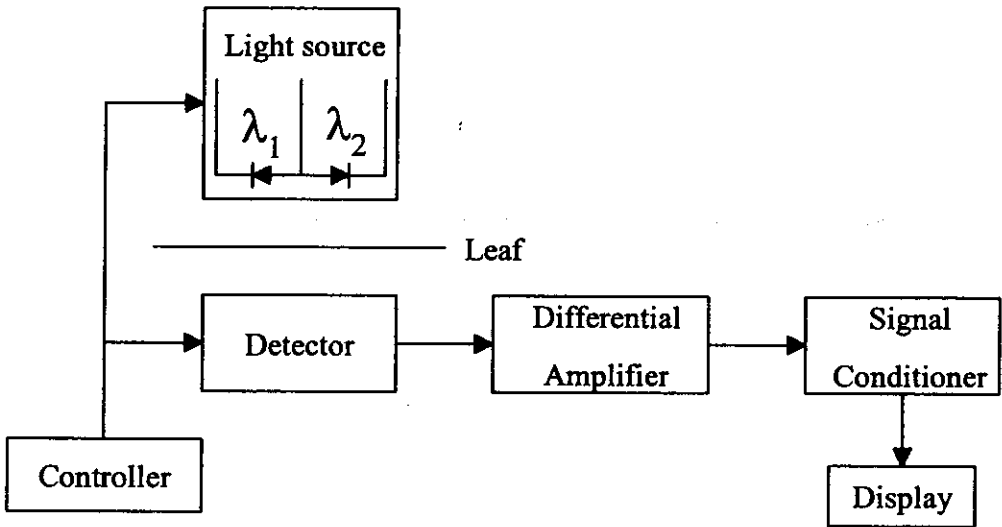 Light source
λ₁ λ₂
Leaf
Detector
Differential
Amplifier
Signal
Conditioner
Controller
Display